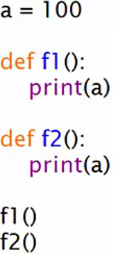 a = 100
def f1():
    print(a)
def f2():
    print(a)
f1()
f2()